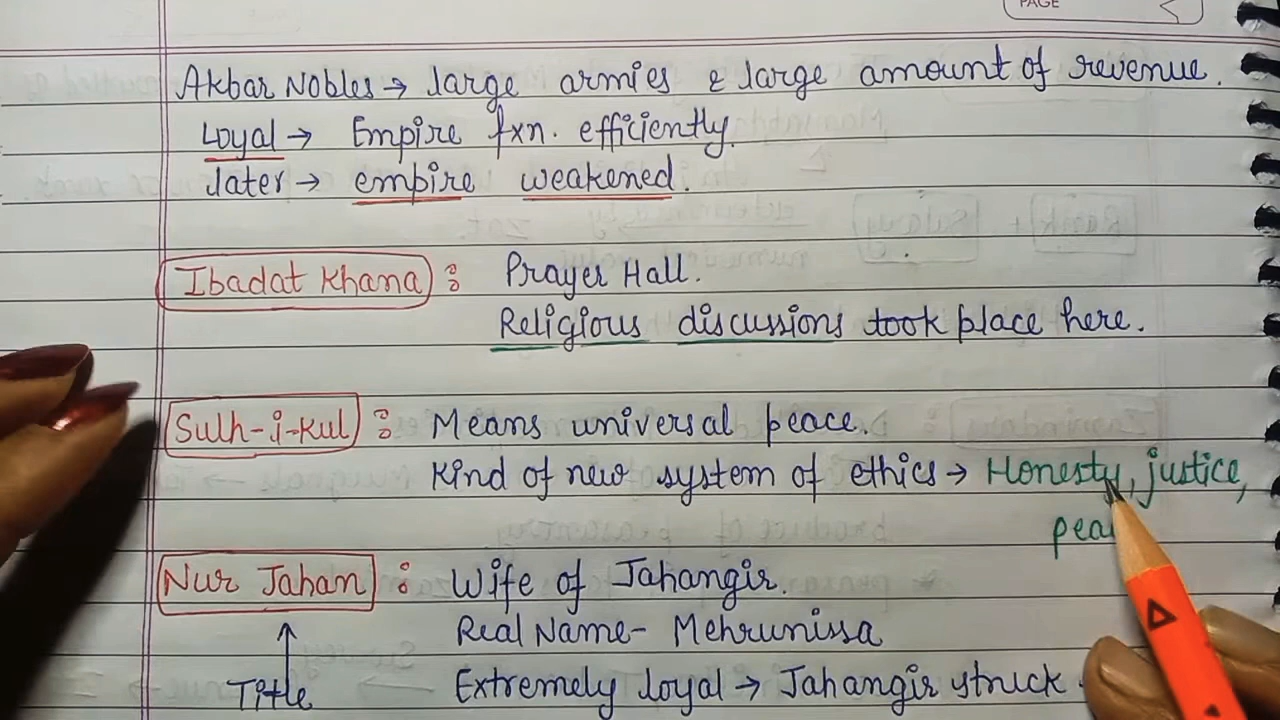 PAGE
Akbar Nobles → large armies & large amount of revenue.
Loyal → Empire fxn. efficiently.
later → empire weakened.
Ibadat Khana : Prayer Hall.
Religious discussions took place here.
Sulh-i-kul : Means universal peace.
Kind of new system of ethics → Honesty, justice,
Nur Jahan : Wife of Jahangir.
Real Name- Mehrunissa
Title
Extremely loyal → Jahangir struck